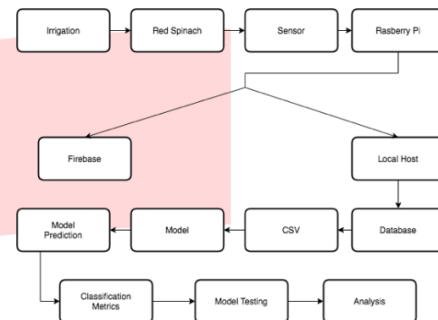 Irrigation
Red Spinach
Sensor
Rasberry Pi
Firebase
Local Host
Model
Prediction
Model
CSV
Database
Classification
Metrics
Model Testing
Analysis